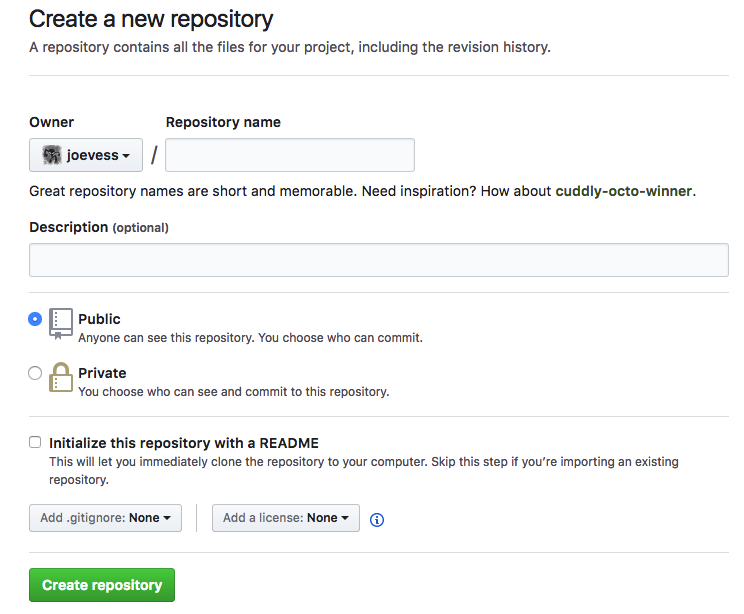 Create a new repository
A repository contains all the files for your project, including the revision history.
Owner
Repository name
joevess
/
Great repository names are short and memorable. Need inspiration? How about cuddly-octo-winner.
Description (optional)
Public
Anyone can see this repository. You choose who can commit.
Private
You choose who can see and commit to this repository.
Initialize this repository with a README
This will let you immediately clone the repository to your computer. Skip this step if you’re importing an existing
repository.
Add .gitignore: None
Add a license: None
Create repository